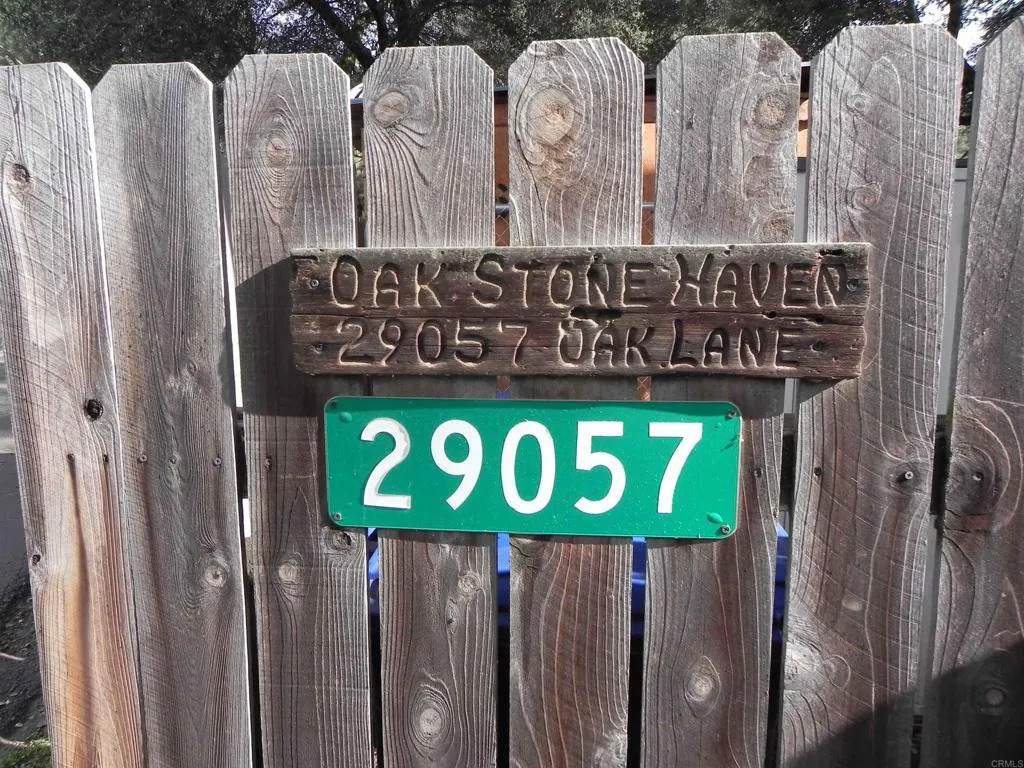 OAK STONE HAVEN
29057 OAK LANE
29057
CRMLS